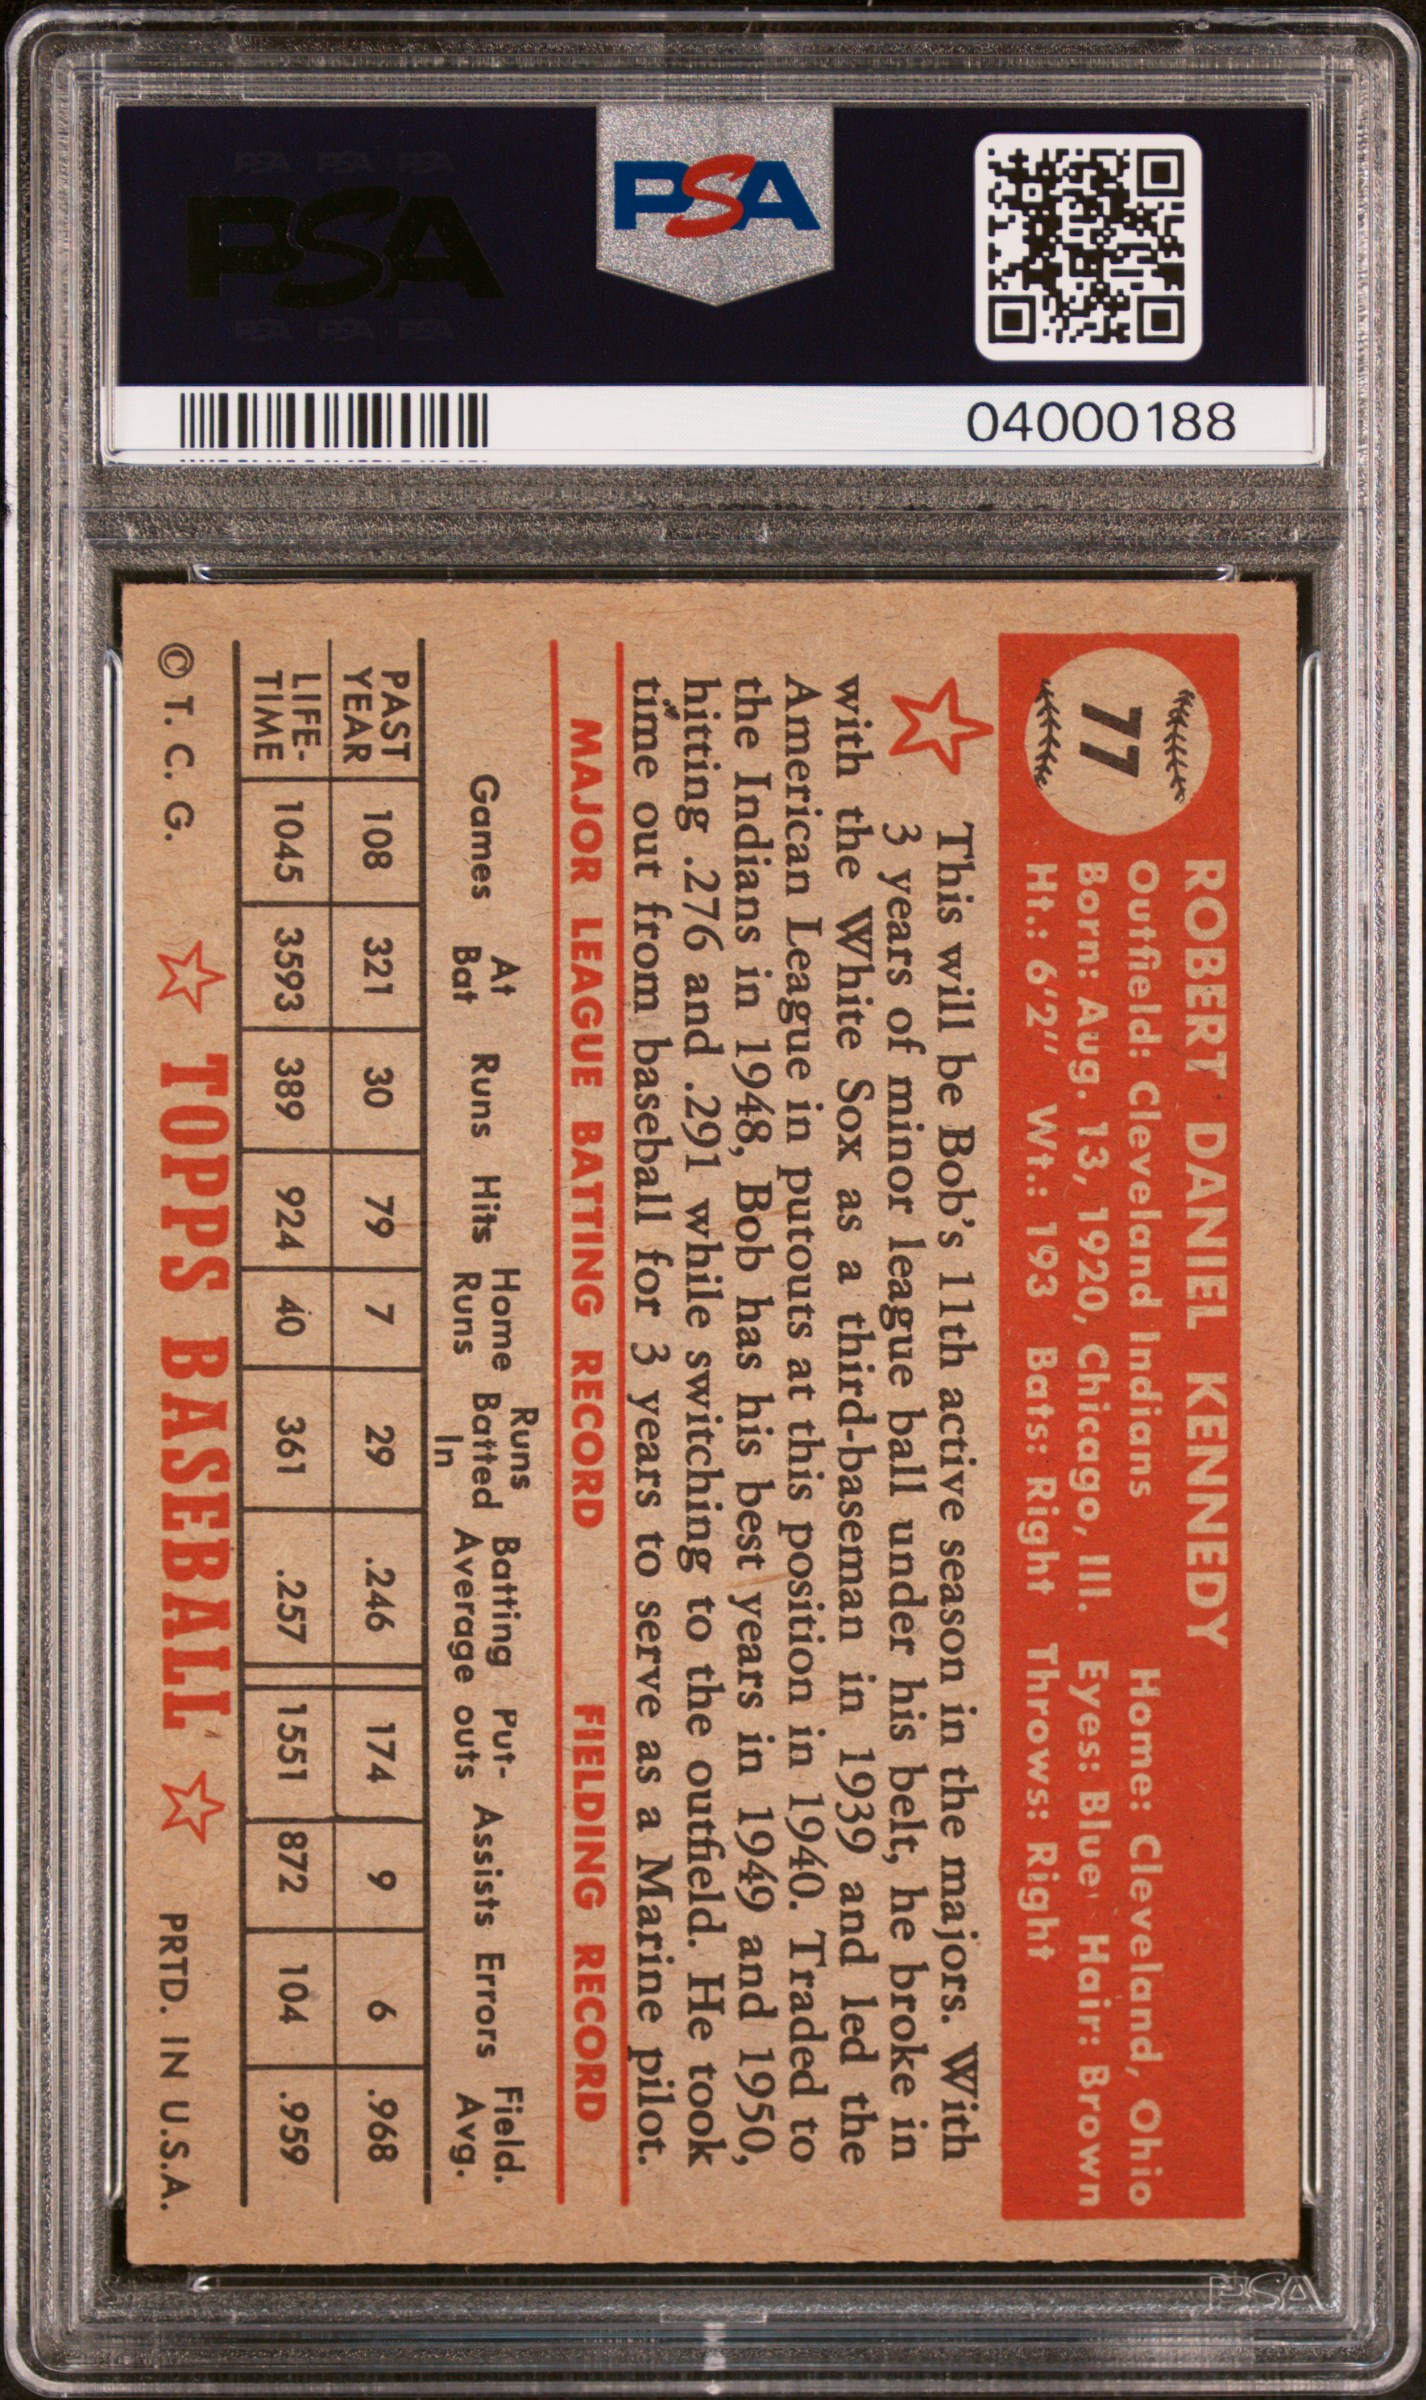 PSA
PSA PSA PSA
PSA
PSA PSA PSA
04000188
77
ROBERT DANIEL KENNEDY
Outfield: Cleveland Indians Home: Cleveland, Ohio
Born: Aug. 13, 1920, Chicago, Ill. Eyes: Blue Hair: Brown
Ht.: 6'2" Wt.: 193 Bats: Right Throws: Right
This will be Bob's 11th active season in the majors. With
3 years of minor league ball under his belt, he broke in
with the White Sox as a third-baseman in 1939 and led the
American League in putouts at this position in 1940. Traded to
the Indians in 1948, Bob has his best years in 1949 and 1950,
hitting .276 and .291 while switching to the outfield. He took
time out from baseball for 3 years to serve as a Marine pilot.
MAJOR LEAGUE BATTING RECORD FIELDING RECORD
Games At Bat Runs Hits Home Runs Runs Batted In Batting Average Put-outs Assists Errors Field. Avg.
PAST YEAR 108 321 30 79 7 29 .246 174 9 6 .968
LIFE-TIME 1045 3593 389 924 40 361 .257 1551 872 104 .959
© T. C. G. TOPPS BASEBALL PRTD. IN U.S.A.
PSA